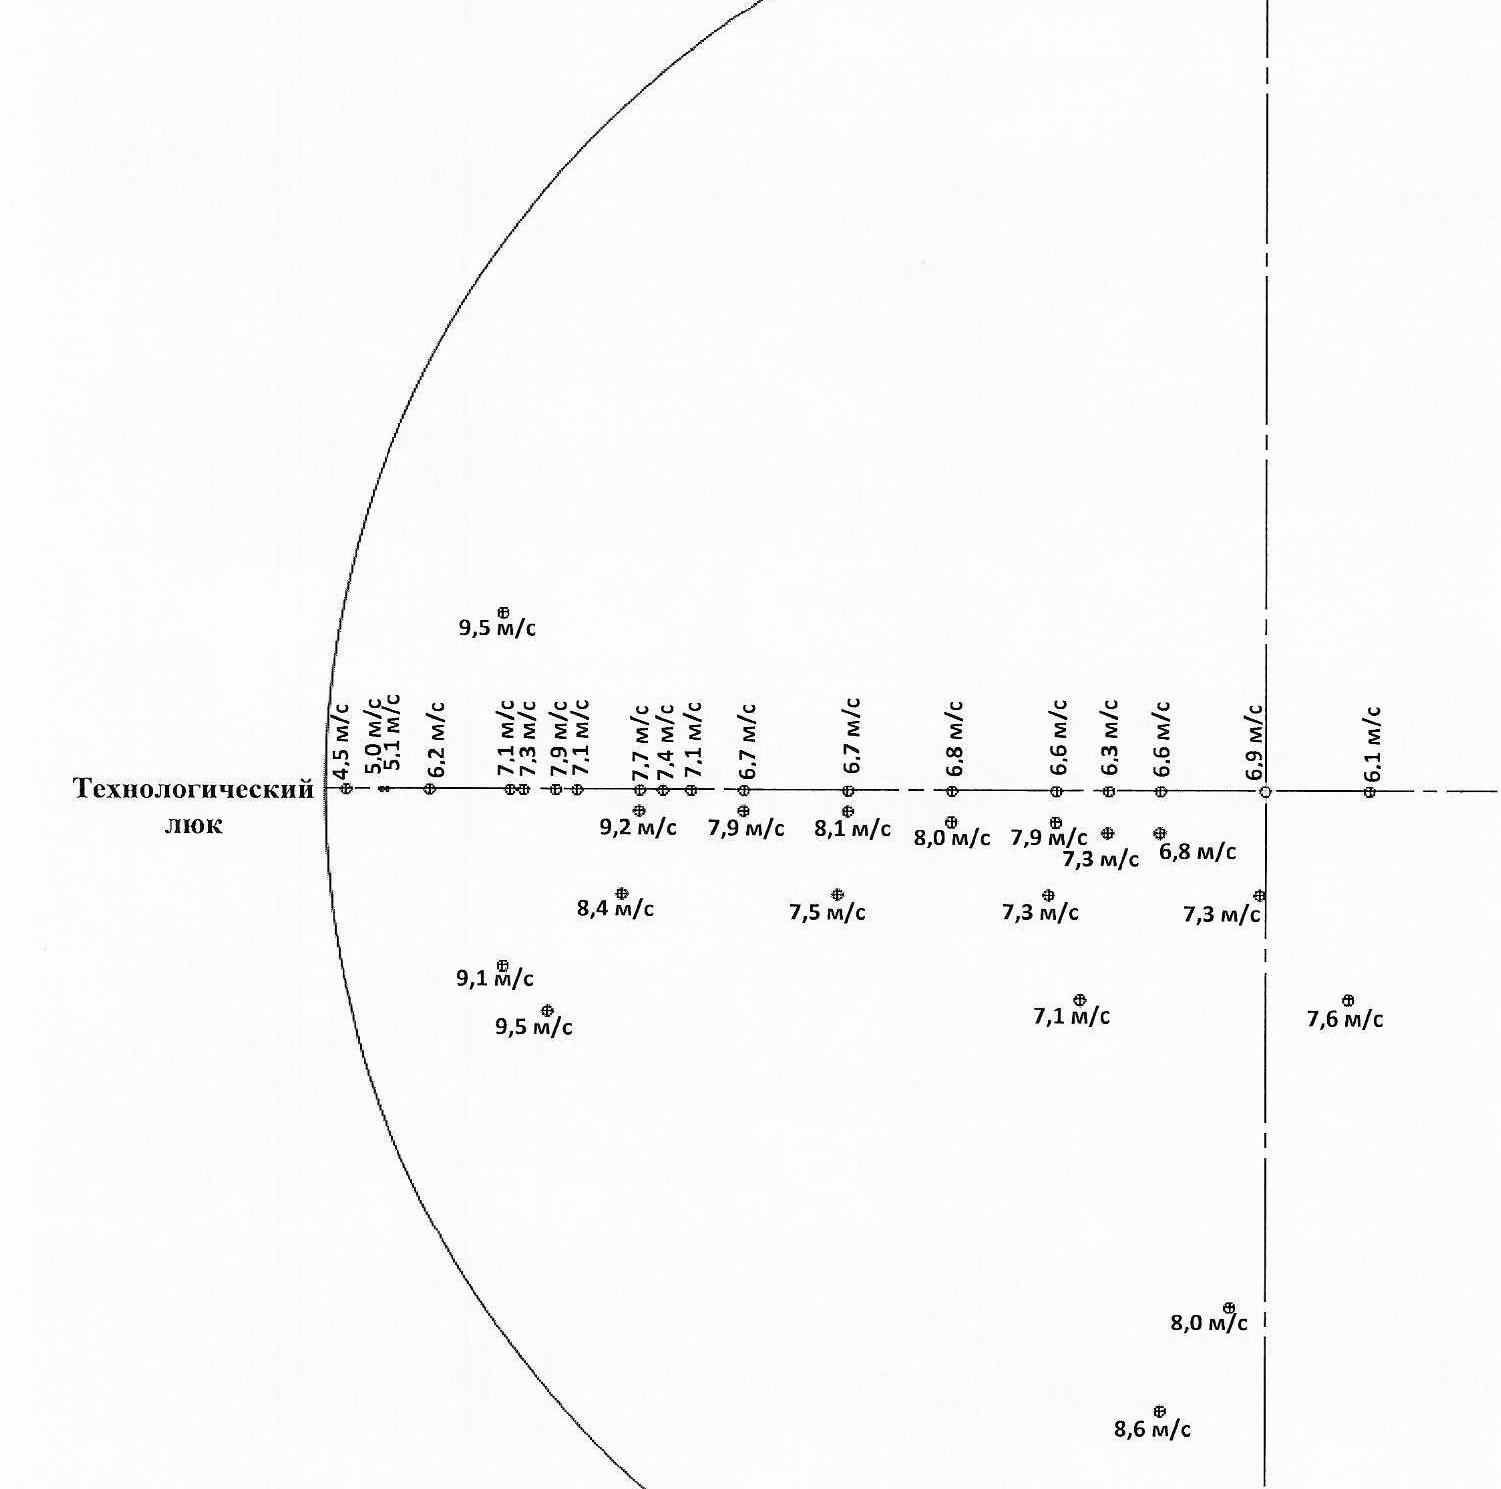 9,5 м/с
4,5 м/с
5,0 м/с
5,1 м/с
6,2 м/с
7,1 м/с
7,3 м/с
7,9 м/с
7,1 м/с
7,7 м/с
7,4 м/с
7,1 м/с
6,7 м/с
6,7 м/с
6,8 м/с
6,6 м/с
6,3 м/с
6,6 м/с
6,9 м/с
6,1 м/с
Технологический
люк
9,2 м/с
7,9 м/с
8,1 м/с
8,0 м/с
7,9 м/с
7,3 м/с
6,8 м/с
8,4 м/с
7,5 м/с
7,3 м/с
7,3 м/с
9,1 м/с
9,5 м/с
7,1 м/с
7,6 м/с
8,0 м/с
8,6 м/с